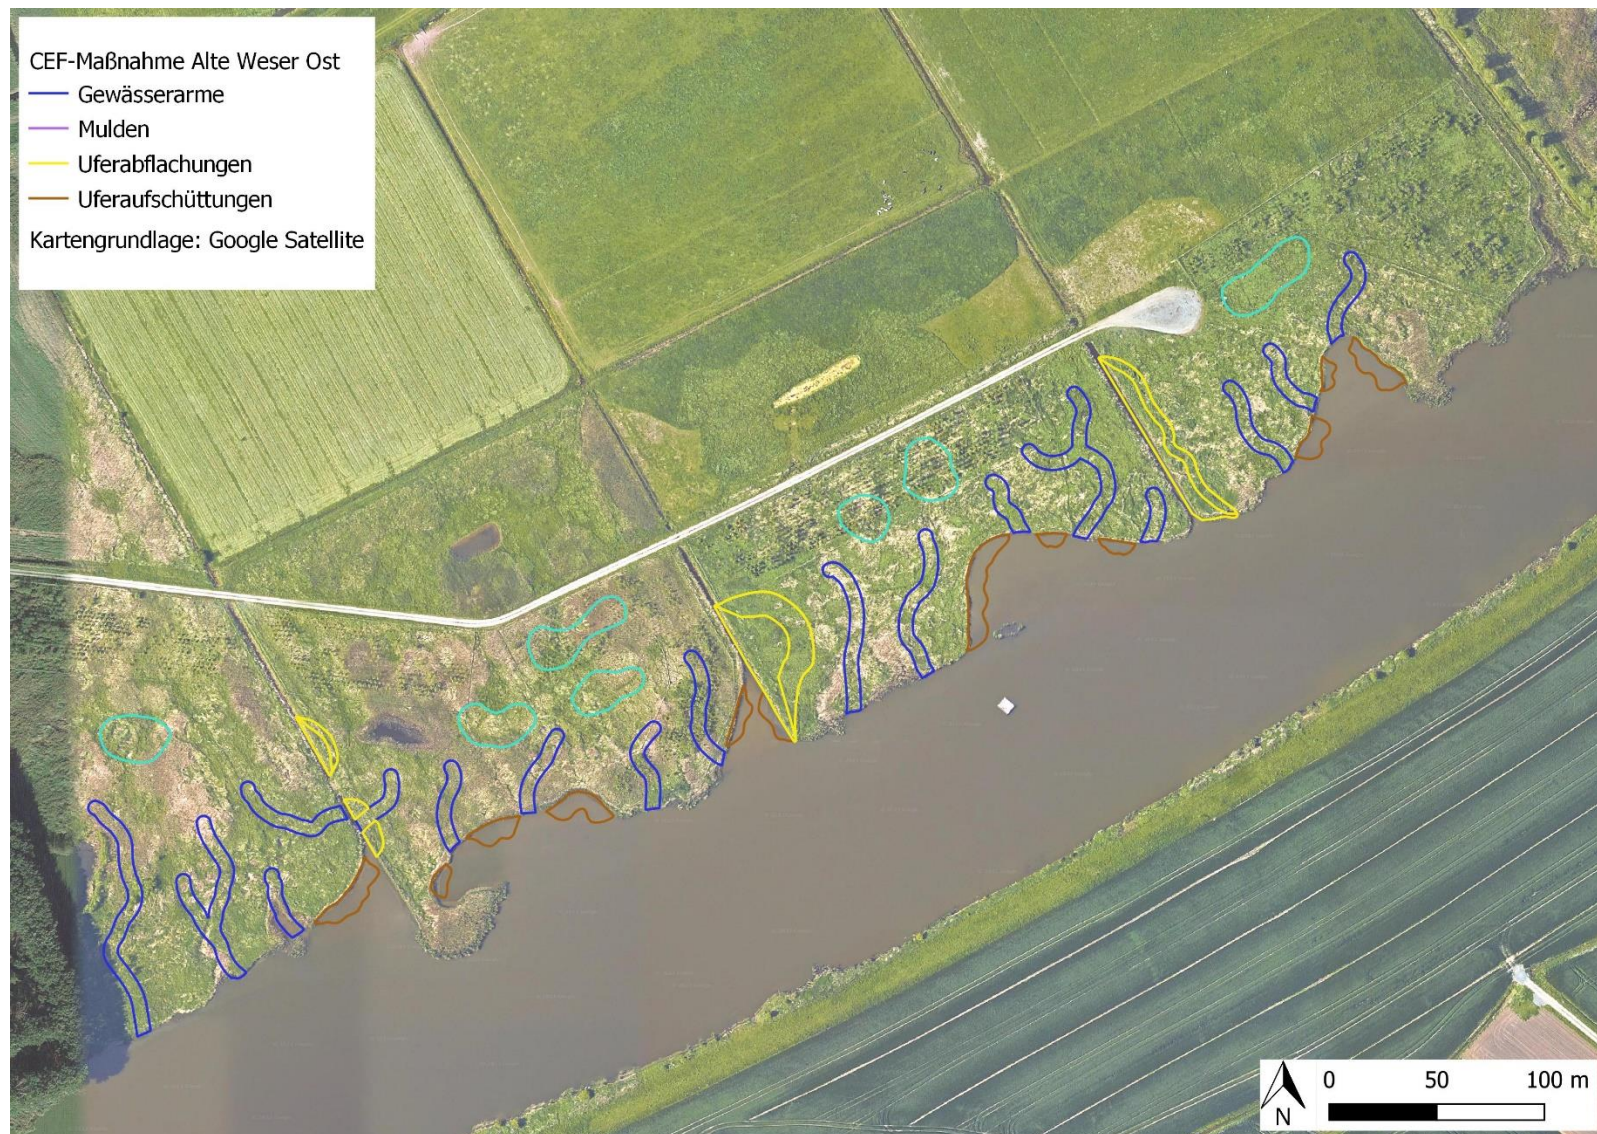 CEF-Maßnahme Alte Weser Ost
Gewässerarme
Mulden
Uferabflachungen
Uferaufschüttungen
Kartengrundlage: Google Satellite
N
0 50 100 m